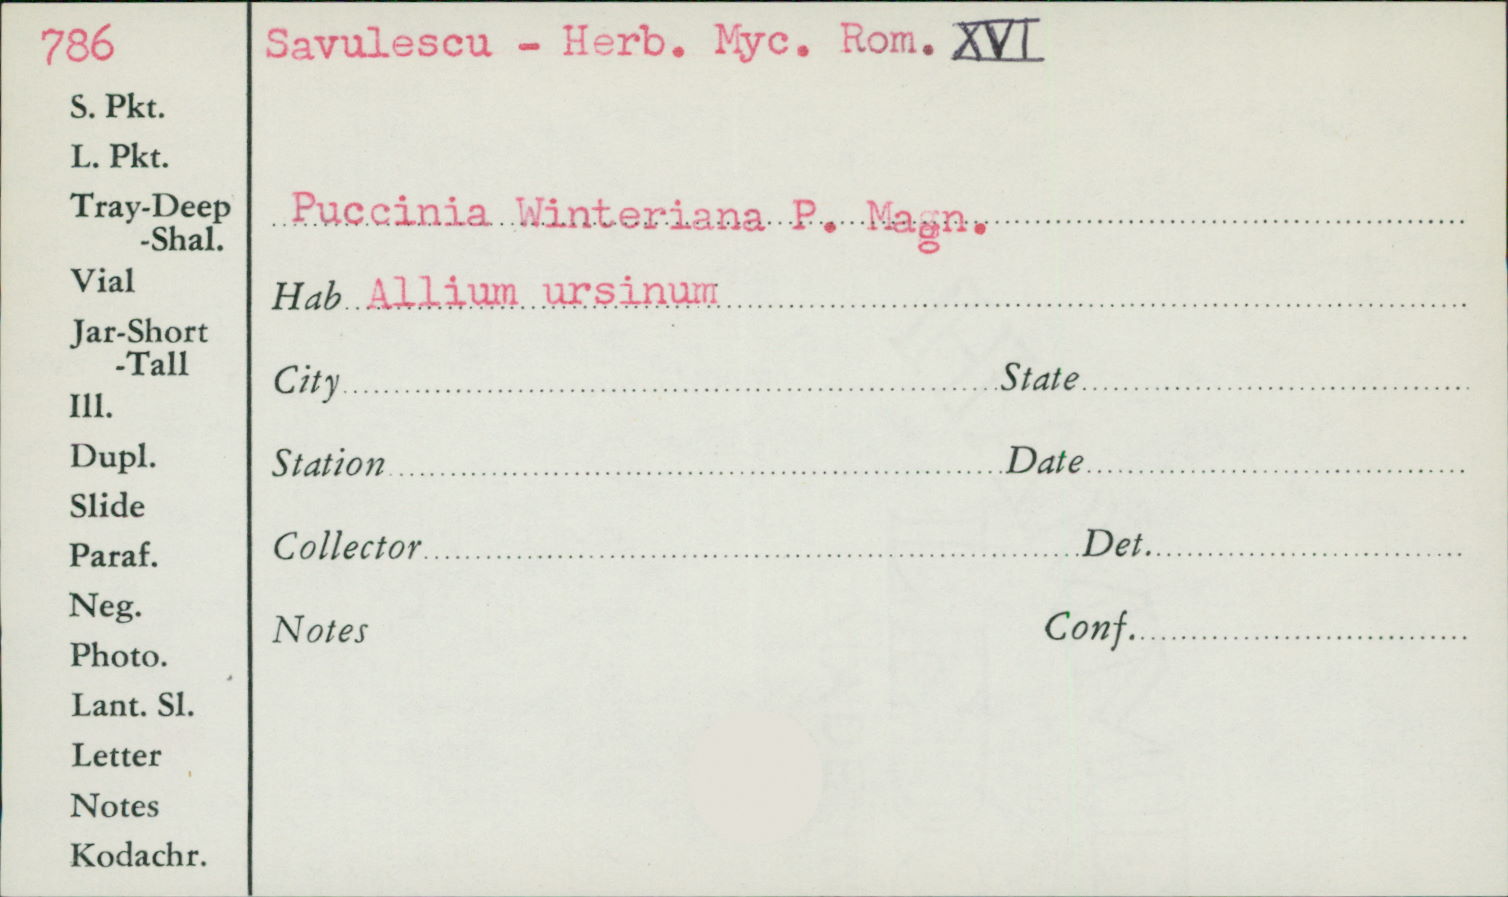 786
Savulescu - Herb. Myc. Rom. XVI
S. Pkt.
L. Pkt.
Tray-Deep
-Shal.
Vial
Jar-Short
-Tall
Ill.
Dupl.
Slide
Paraf.
Neg.
Photo.
Lant. Sl.
Letter
Notes
Kodachr.
Puccinia Winteriana P. Magn.
Hab Allium ursinum
City State
Station Date
Collector Det.
Notes Conf.